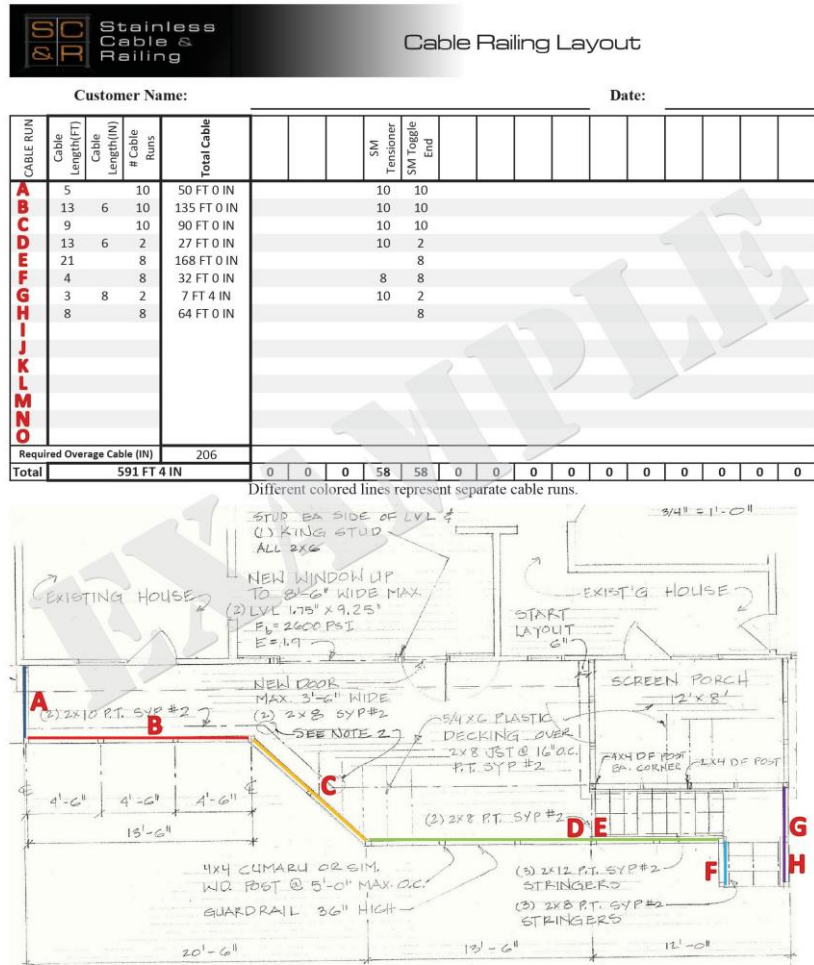 SC&R Stainless Cable & Railing
Cable Railing Layout
Customer Name: Date:
CABLE RUN Cable Length(FT) Cable Length(IN) # Cable Runs Total Cable SM Tensioner SM Toggle End
A 5 10 50 FT 0 IN 10 10
B 13 6 10 135 FT 0 IN 10 10
C 9 10 90 FT 0 IN 10 10
D 13 6 2 27 FT 0 IN 10 2
E 21 8 168 FT 0 IN 8
F 4 8 32 FT 0 IN 8 8
G 3 8 2 7 FT 4 IN 10 2
H 8 8 64 FT 0 IN 8
I
J
K
L
M
N
O
Required Overage Cable (IN) 206
Total 591 FT 4 IN 0 0 0 58 58 0 0 0 0 0 0 0 0 0
Different colored lines represent separate cable runs.
EXAMPLE
STUD EA SIDE OF LVL &
(1) KING STUD
ALL 2X6
3/4" = 1'-0"
EXISTING HOUSE
NEW WINDOW UP
TO 8'-6" WIDE MAX.
(2) LVL 1.75" X 9.25"
Fb = 2600 PSI
E = 1.9
EXIST'G HOUSE
START
LAYOUT
6"
SCREEN PORCH
12' X 8'
A
(2) 2X10 P.T. SYP #2
B
NEW DOOR
MAX. 3'-6" WIDE
(2) 2X8 SYP #2
SEE NOTE 2
5/4 X 6 PLASTIC
DECKING OVER
2X8 JST @ 16" O.C.
P.T. SYP #2
4X4 DF POST
EA. CORNER
4X4 DF POST
C
4'-6" 4'-6" 4'-6"
13'-6"
(2) 2X8 P.T. SYP #2
D E
G
F H
4X4 CUMARU OR SIM.
WD. POST @ 5'-0" MAX. O.C.
GUARDRAIL 36" HIGH
(3) 2X12 P.T. SYP #2
STRINGERS
(3) 2X8 P.T. SYP #2
STRINGERS
20'-6" 13'-6" 12'-0"